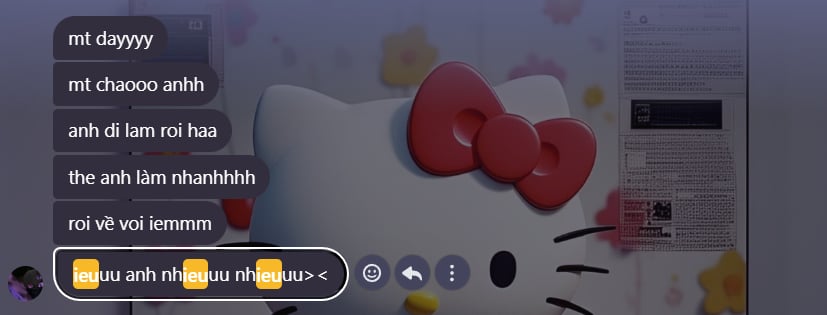 mt dayyyy
mt chaooo anhh
anh di lam roi haa
the anh làm nhanhhhh
roi về voi iemmm
ieuuu anh nhieuuu nhieuuu><